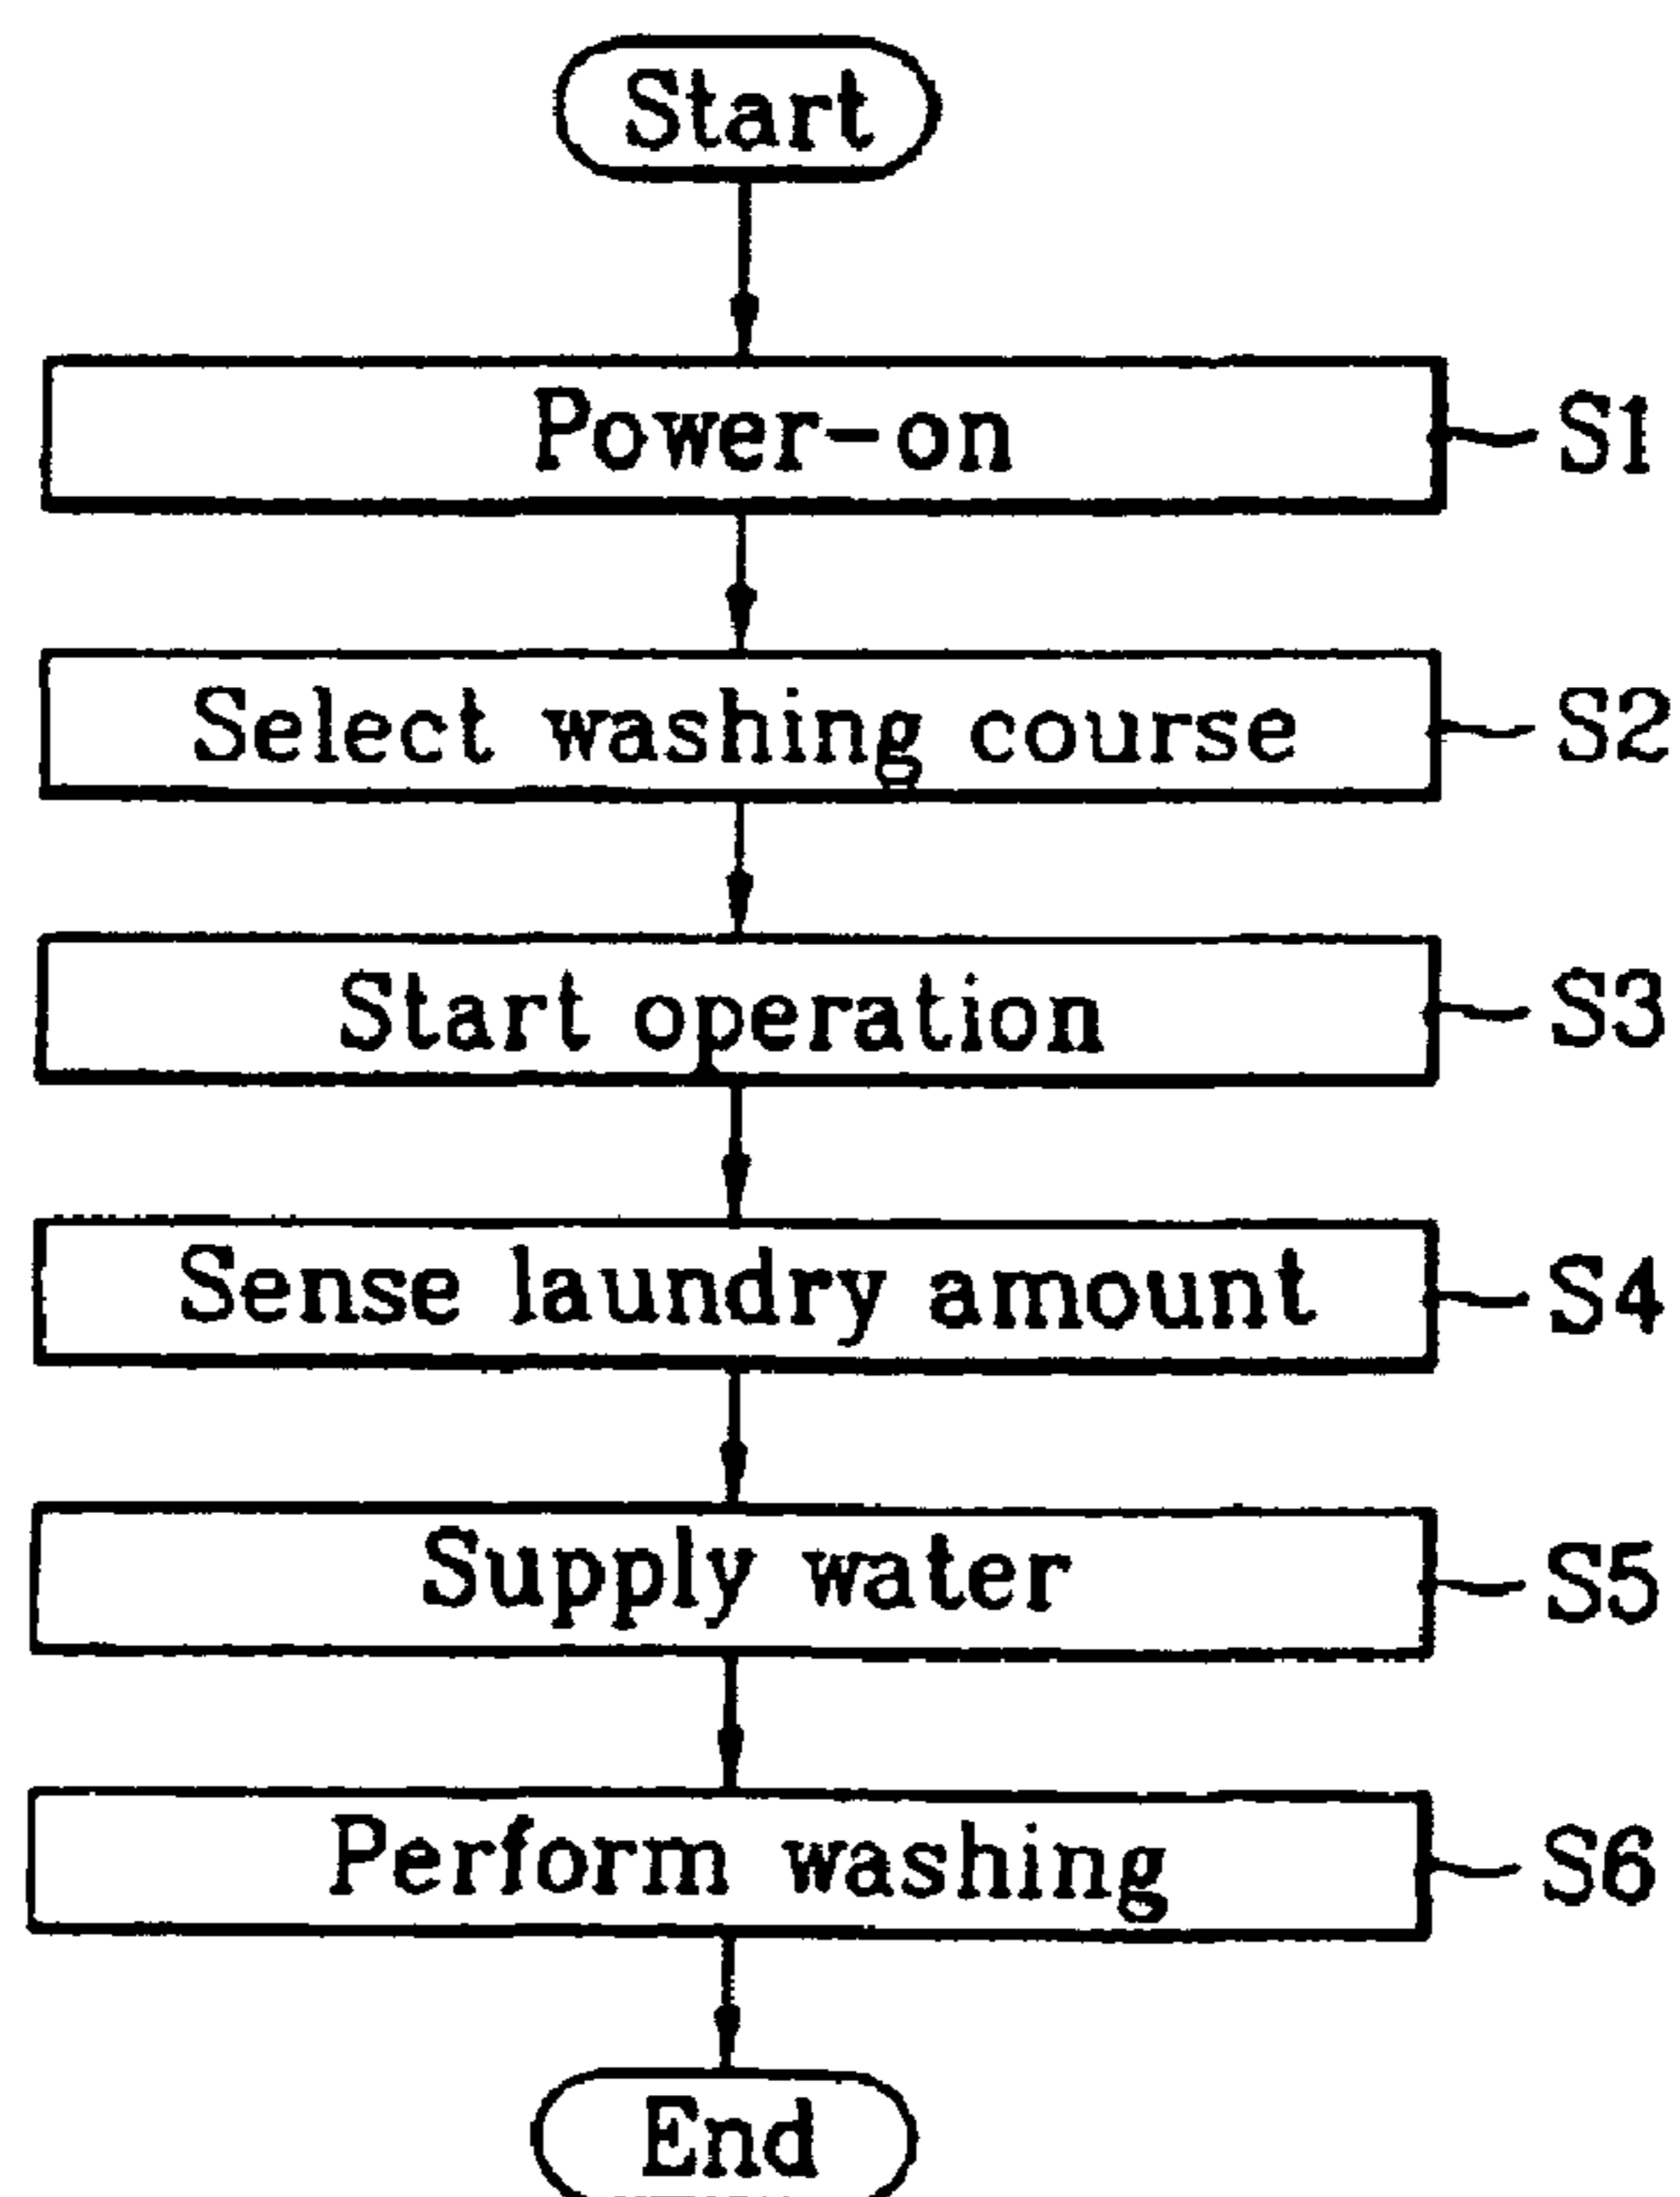 Start
Power-on S1
Select washing course S2
Start operation S3
Sense laundry amount S4
Supply water S5
Perform washing S6
End